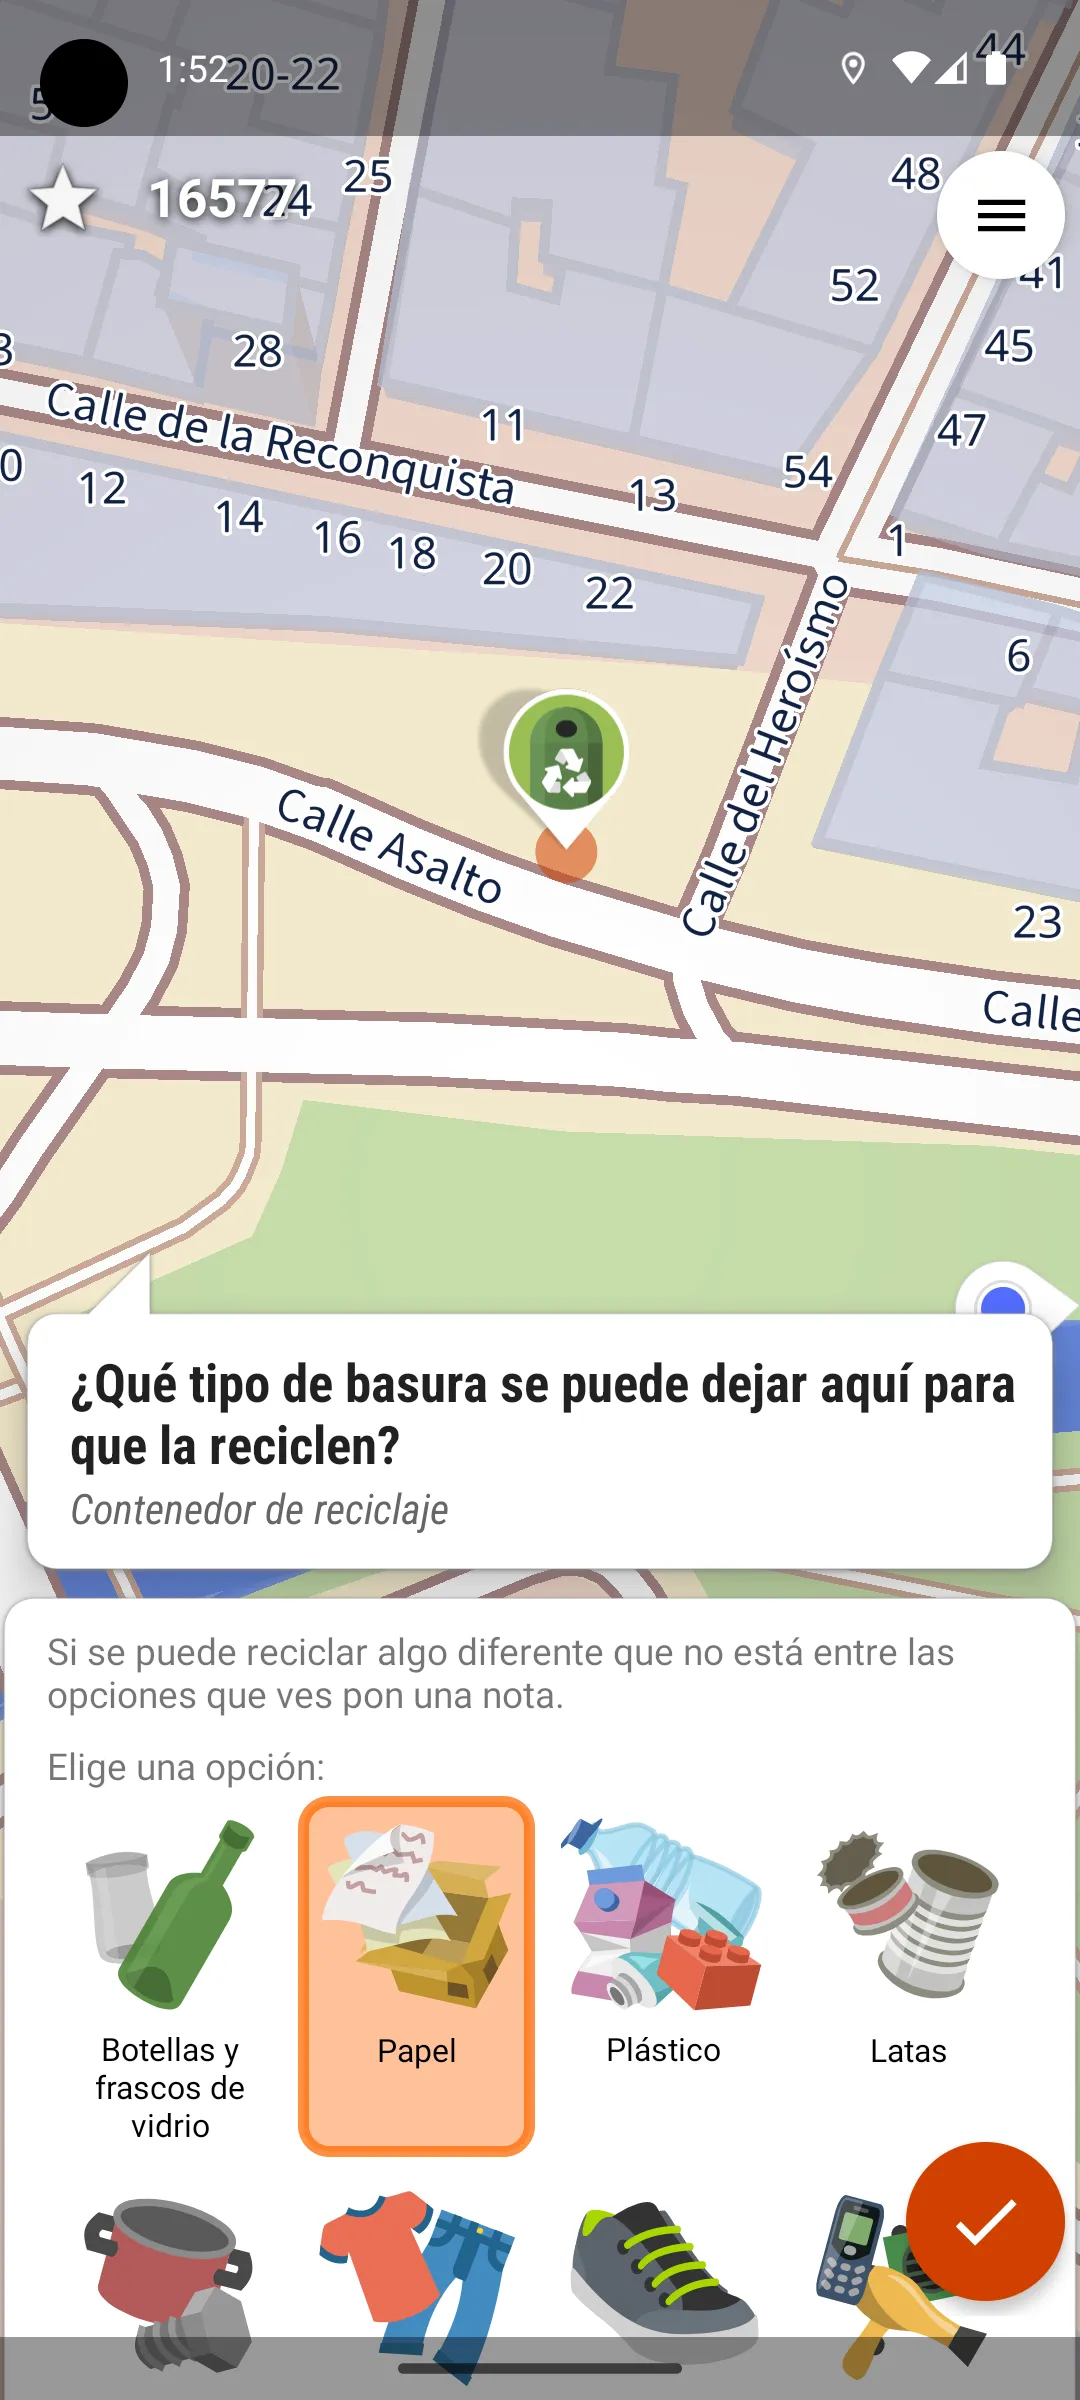 1:52
20-22
44
16577
24
25
48
41
52
45
28
47
11
Calle de la Reconquista
54
12
13
14
16
18
1
20
22
Calle del Heroísmo
6
Calle Asalto
23
Calle
¿Qué tipo de basura se puede dejar aquí para
que la reciclen?
Contenedor de reciclaje
Si se puede reciclar algo diferente que no está entre las
opciones que ves pon una nota.
Elige una opción:
Botellas y
frascos de
vidrio
Papel
Plástico
Latas